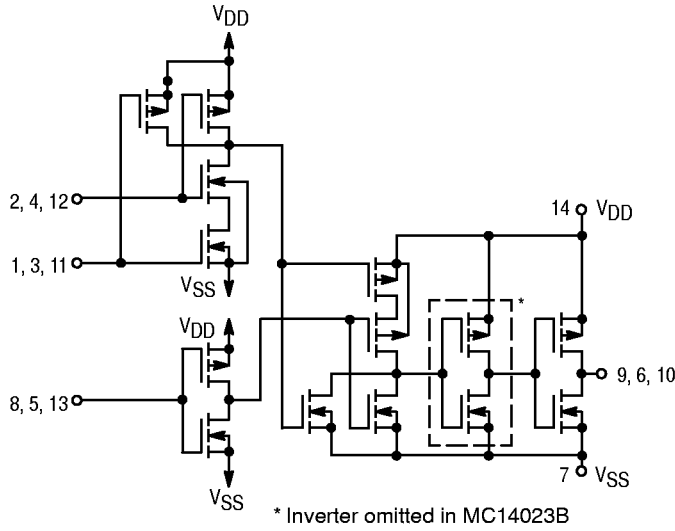 VDD
2, 4, 12
14 VDD
1, 3, 11
VSS
*
VDD
9, 6, 10
8, 5, 13
7 VSS
VSS
* Inverter omitted in MC14023B